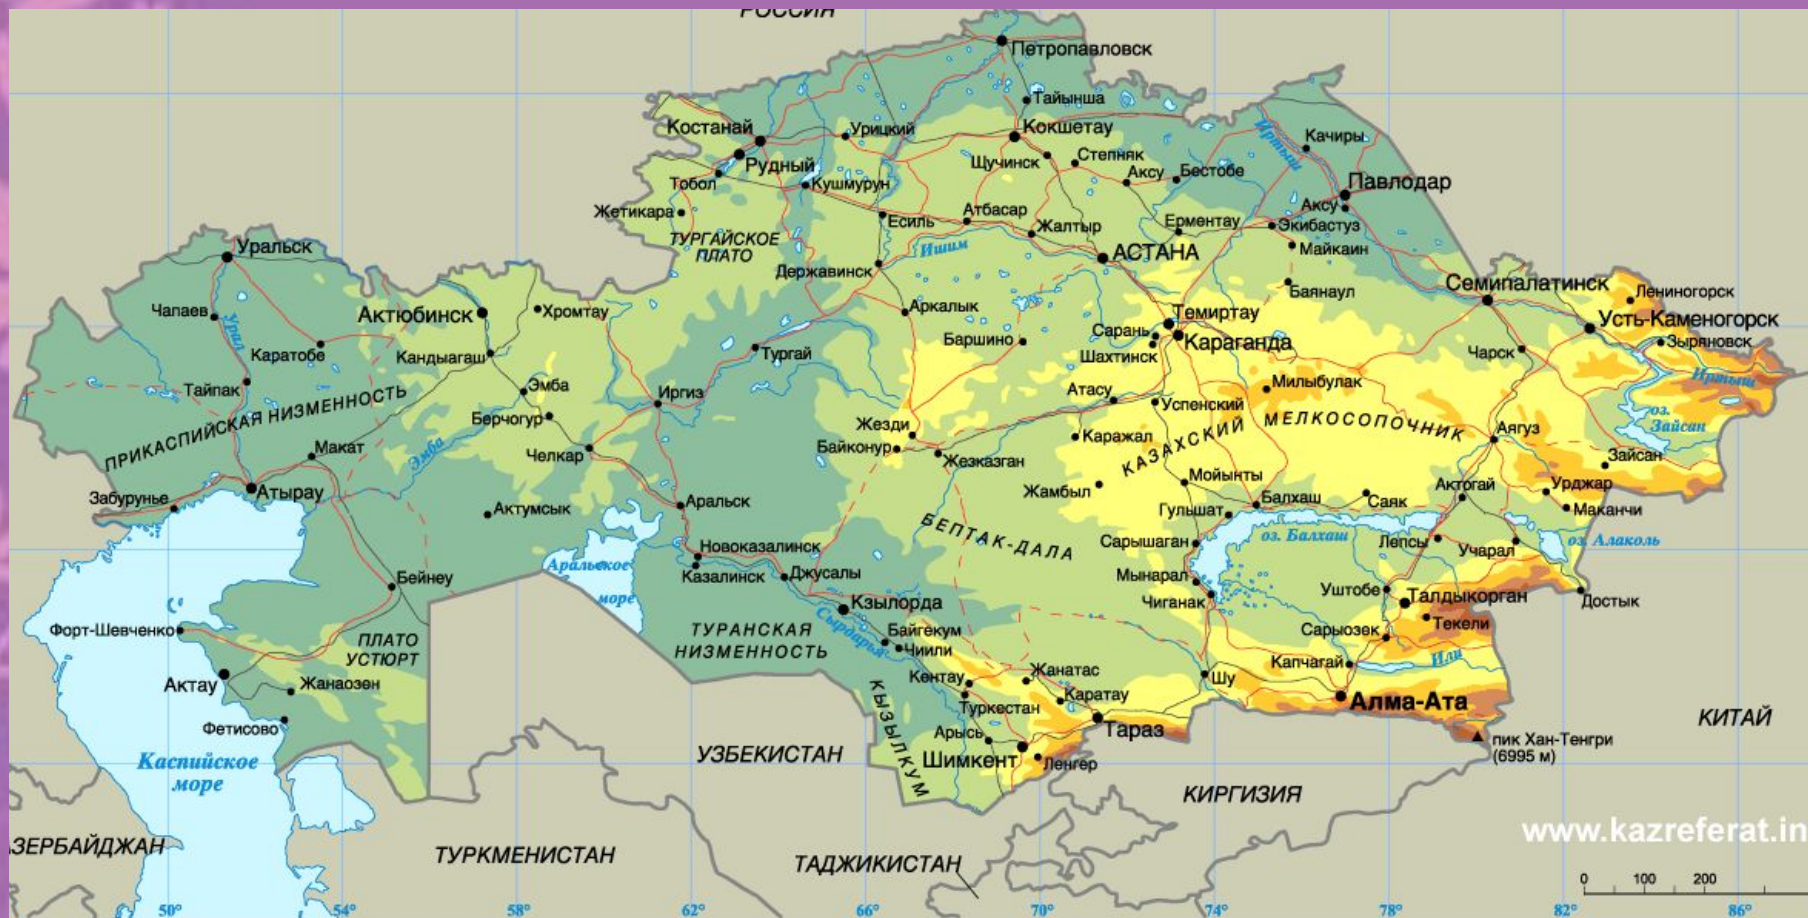 РОССИЯ
Петропавловск
Тайынша
Костанай
Урицкий
Кокшетау
Иртыш
Качиры
Рудный
Щучинск
Степняк
Тобол
Кушмурун
Аксу
Бестобе
Павлодар
Аксу
Жетикара
Есиль
Атбасар
Жалтыр
Ерментау
Экибастуз
ТУРГАЙСКОЕ
ПЛАТО
Ишим
Майкаин
Уральск
Державинск
АСТАНА
Баянаул
Семипалатинск
Лениногорск
Чапаев
Урал
Актюбинск
Хромтау
Аркалык
Темиртау
Усть-Каменогорск
Каратобе
Кандыагаш
Тургай
Баршино
Сарань
Шахтинск
Караганда
Чарск
Зыряновск
Тайпак
Эмба
Иргиз
Атасу
Милыбулак
Иртыш
ПРИКАСПИЙСКАЯ НИЗМЕННОСТЬ
Берчогур
Успенский
оз.
Зайсан
Макат
Эмба
Челкар
Жезди
Байконур
Жезказган
Каражал
КАЗАХСКИЙ МЕЛКОСОПОЧНИК
Аягуз
Зайсан
Забурунье
Атырау
Актумсык
Аральск
Жамбыл
Мойынты
Балхаш
Саяк
Актогай
Урджар
Гульшат
Маканчи
БЕПТАК-ДАЛА
Новоказалинск
Сарышаган
оз. Балхаш
Лепсы
Учарал
оз. Алаколь
Аральское
море
Казалинск
Джусалы
Бейнеу
Мынарал
Чиганак
Уштобе
Талдыкорган
Достык
Кзылорда
Форт-Шевченко
ПЛАТО
УСТЮРТ
ТУРАНСКАЯ
НИЗМЕННОСТЬ
Сырдарья
Байгекум
Чиили
Сарыозек
Текели
Капчагай
Или
Актау
Жанаозен
Кентау
Жанатас
Шу
Туркестан
Каратау
Алма-Ата
Фетисово
КЫЗЫЛКУМ
Арысь
Тараз
КИТАЙ
Каспийское
море
УЗБЕКИСТАН
Шимкент
Ленгер
пик Хан-Тенгри
(6995 м)
КИРГИЗИЯ
www.kazreferat.in
АЗЕРБАЙДЖАН
ТУРКМЕНИСТАН
ТАДЖИКИСТАН
0 100 200
50° 54° 58° 62° 66° 70° 74° 78° 82° 86°